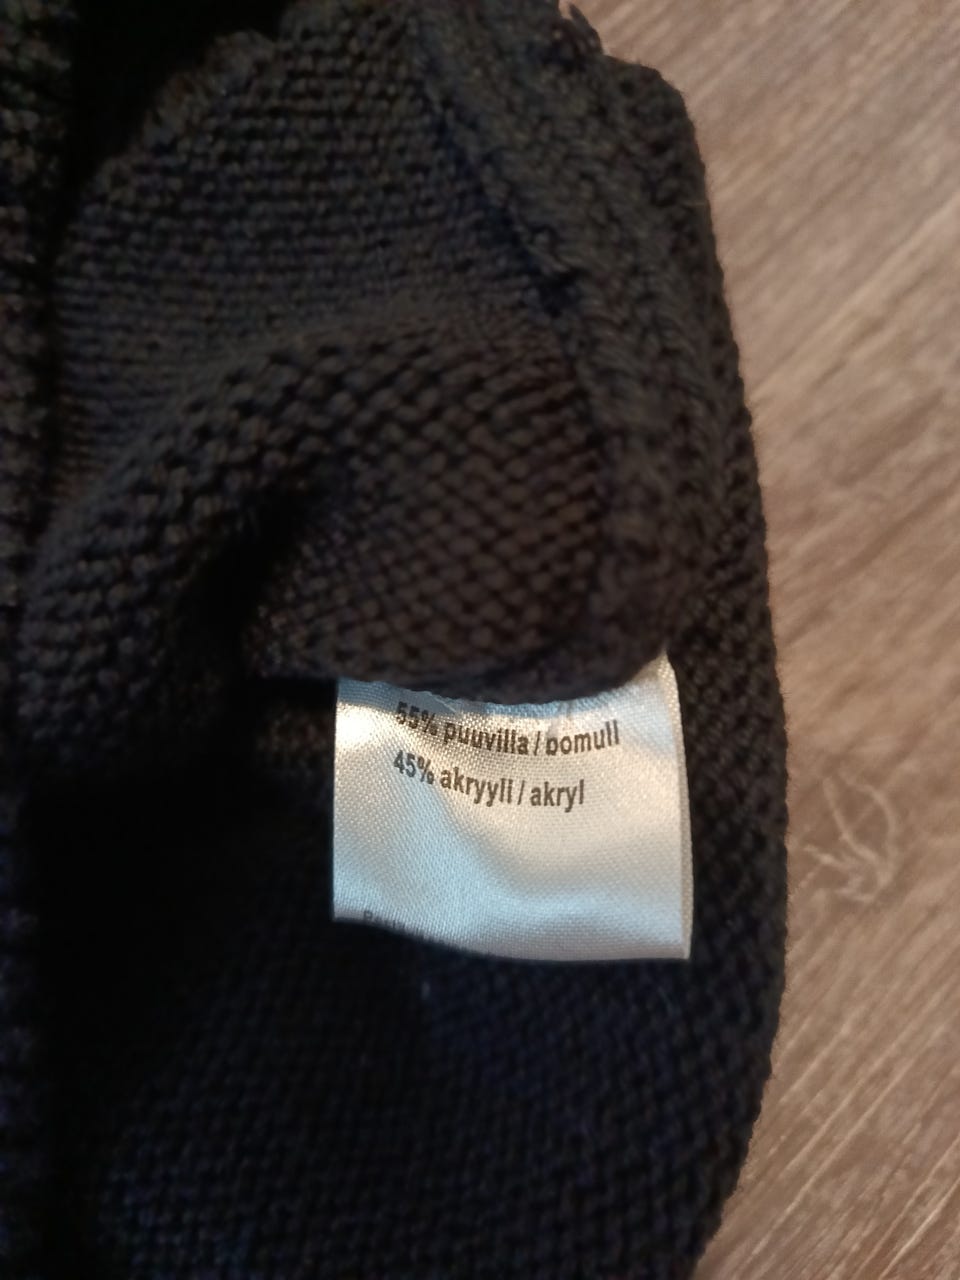 55% puuvilla / bomull
45% akryyli / akryl